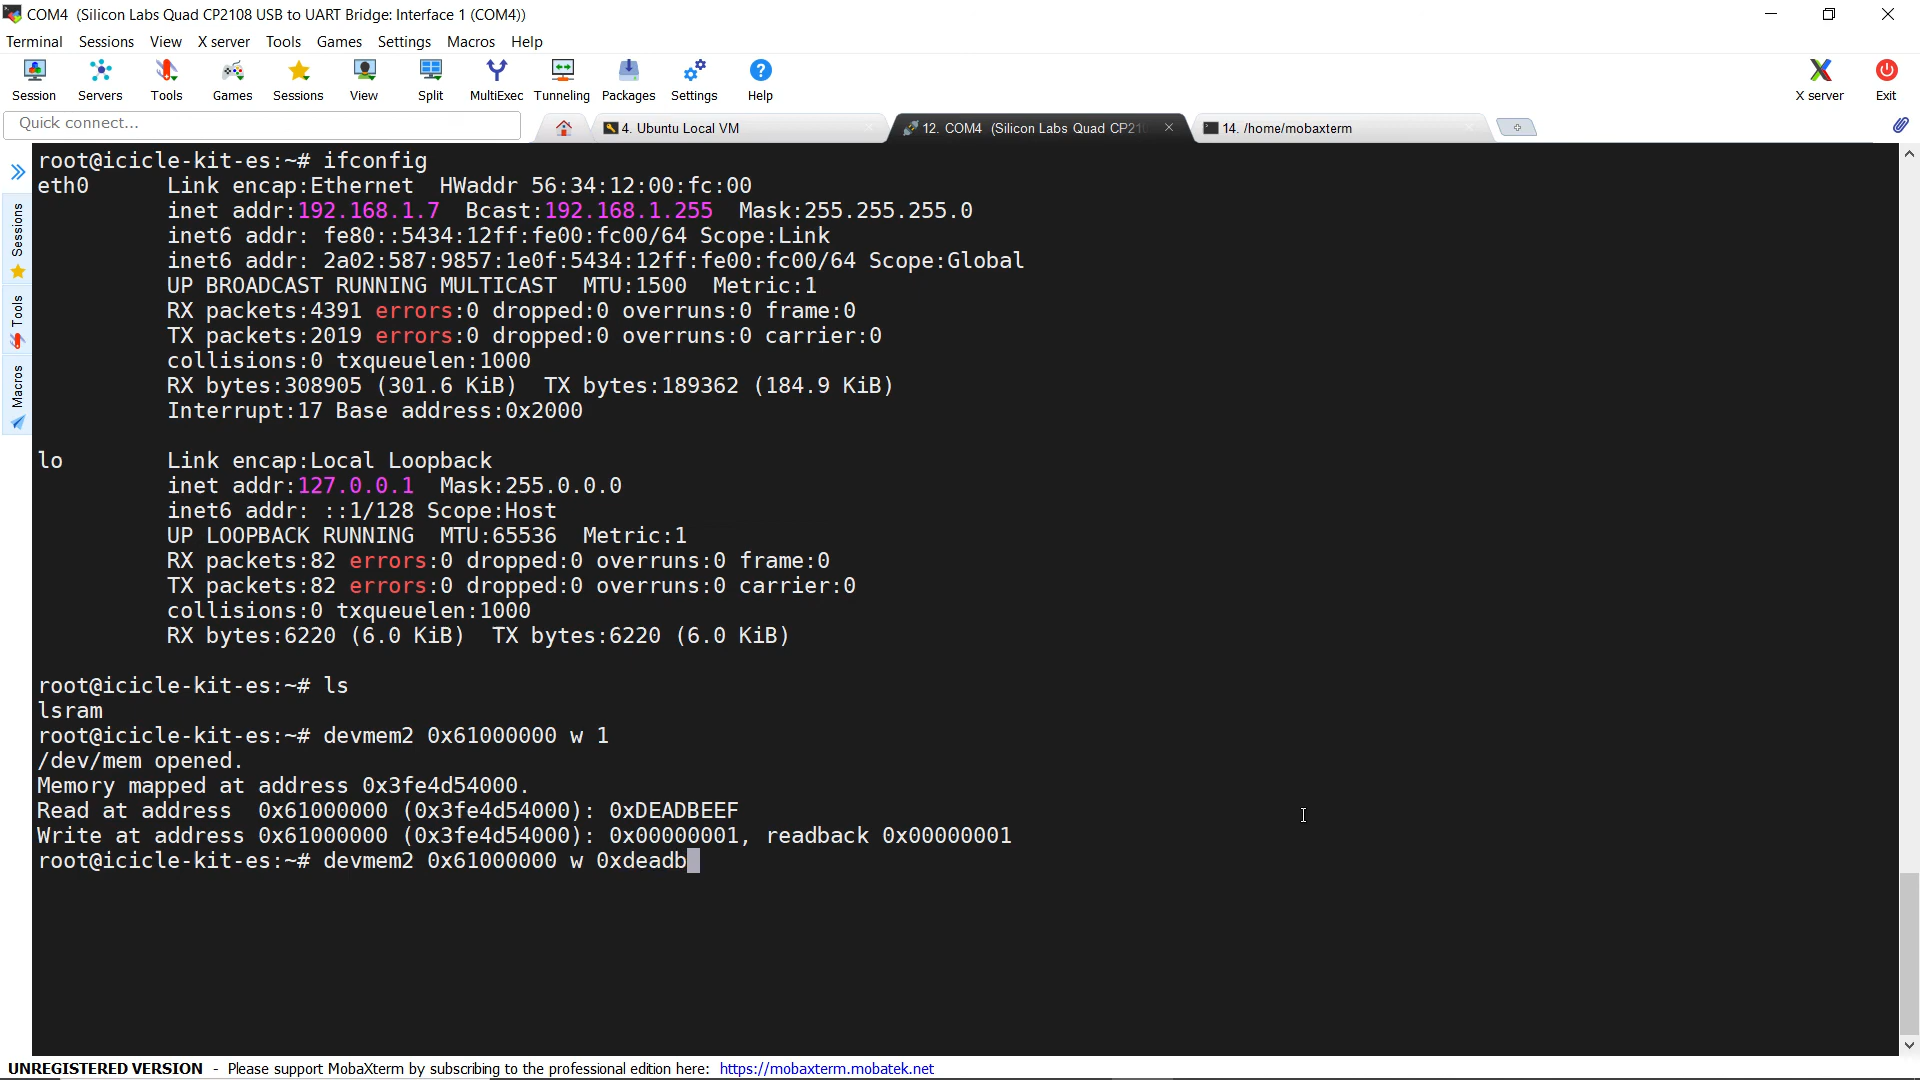 COM4 (Silicon Labs Quad CP2108 USB to UART Bridge: Interface 1 (COM4))
Terminal Sessions View X server Tools Games Settings Macros Help
Session Servers Tools Games Sessions View Split MultiExec Tunneling Packages Settings Help X server Exit
Quick connect...
4. Ubuntu Local VM
12. COM4 (Silicon Labs Quad CP21
14. /home/mobaxterm
Sessions
Tools
Macros
root@icicle-kit-es:~# ifconfig
eth0 Link encap:Ethernet HWaddr 56:34:12:00:fc:00
inet addr:192.168.1.7 Bcast:192.168.1.255 Mask:255.255.255.0
inet6 addr: fe80::5434:12ff:fe00:fc00/64 Scope:Link
inet6 addr: 2a02:587:9857:1e0f:5434:12ff:fe00:fc00/64 Scope:Global
UP BROADCAST RUNNING MULTICAST MTU:1500 Metric:1
RX packets:4391 errors:0 dropped:0 overruns:0 frame:0
TX packets:2019 errors:0 dropped:0 overruns:0 carrier:0
collisions:0 txqueuelen:1000
RX bytes:308905 (301.6 KiB) TX bytes:189362 (184.9 KiB)
Interrupt:17 Base address:0x2000
lo Link encap:Local Loopback
inet addr:127.0.0.1 Mask:255.0.0.0
inet6 addr: ::1/128 Scope:Host
UP LOOPBACK RUNNING MTU:65536 Metric:1
RX packets:82 errors:0 dropped:0 overruns:0 frame:0
TX packets:82 errors:0 dropped:0 overruns:0 carrier:0
collisions:0 txqueuelen:1000
RX bytes:6220 (6.0 KiB) TX bytes:6220 (6.0 KiB)
root@icicle-kit-es:~# ls
lsram
root@icicle-kit-es:~# devmem2 0x61000000 w 1
/dev/mem opened.
Memory mapped at address 0x3fe4d54000.
Read at address 0x61000000 (0x3fe4d54000): 0xDEADBEEF
Write at address 0x61000000 (0x3fe4d54000): 0x00000001, readback 0x00000001
root@icicle-kit-es:~# devmem2 0x61000000 w 0xdeadb
UNREGISTERED VERSION - Please support MobaXterm by subscribing to the professional edition here: https://mobaxterm.mobatek.net